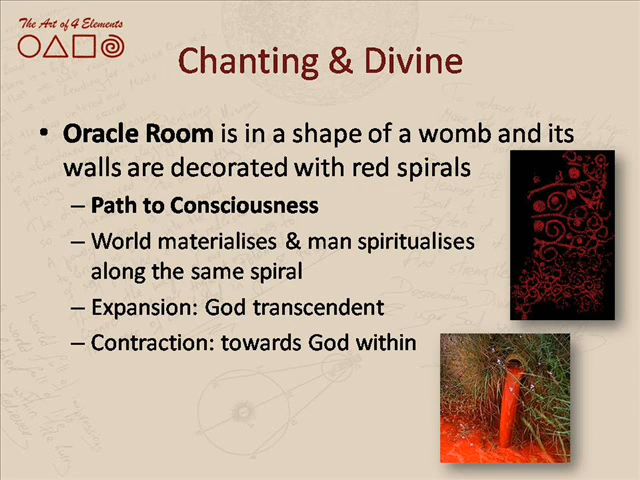 The Art of 4 Elements
Chanting & Divine
• Oracle Room is in a shape of a womb and its
walls are decorated with red spirals
– Path to Consciousness
– World materialises & man spiritualises
along the same spiral
– Expansion: God transcendent
– Contraction: towards God within